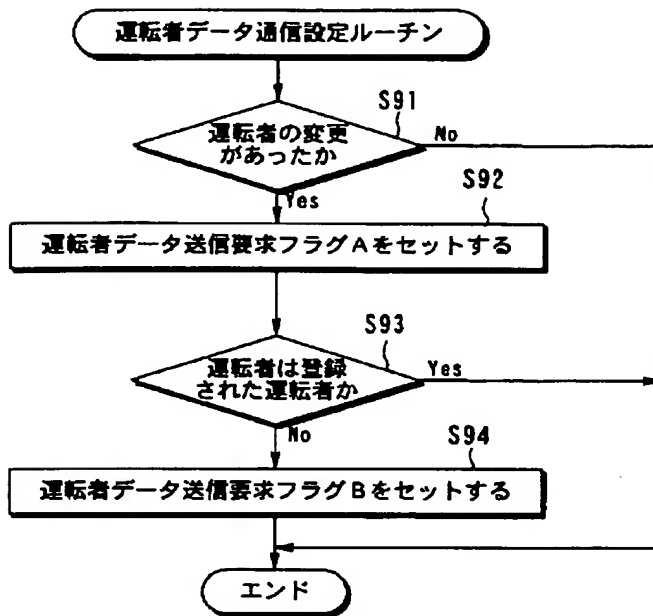 運転者データ通信設定ルーチン
S91
運転者の変更
があったか
No
Yes
S92
運転者データ送信要求フラグAをセットする
S93
運転者は登録
された運転者か
Yes
No
S94
運転者データ送信要求フラグBをセットする
エンド